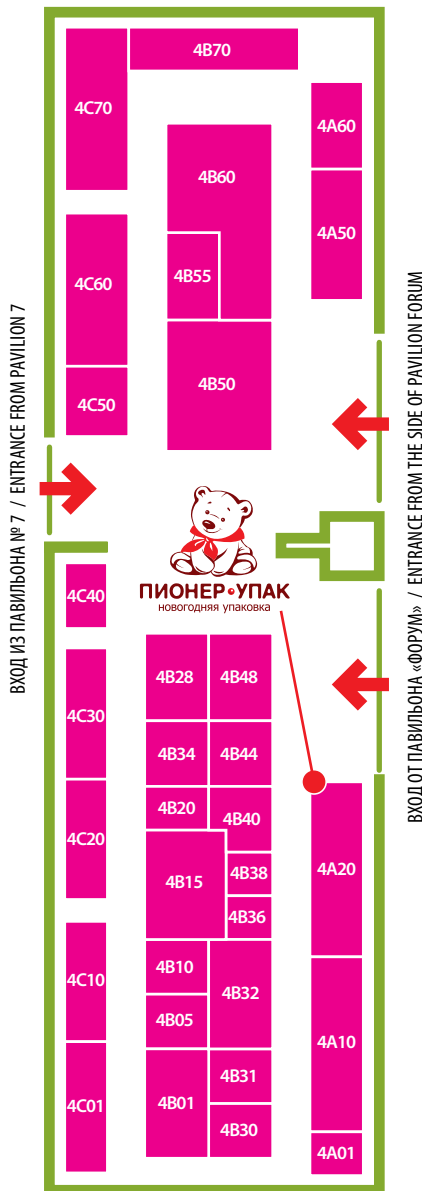 4B70
4C70
4A60
4B60
4A50
4B55
4C60
4B50
4C50
ВХОД ИЗ ПАВИЛЬОНА № 7 / ENTRANCE FROM PAVILION 7
ВХОД ОТ ПАВИЛЬОНА «ФОРУМ» / ENTRANCE FROM THE SIDE OF PAVILION FORUM
ПИОНЕР•УПАК
новогодняя упаковка
4C40
4B28
4B48
4C30
4B34
4B44
4B20
4B40
4C20
4B38
4A20
4B15
4B36
4B10
4C10
4B32
4B05
4A10
4B31
4B01
4C01
4B30
4A01